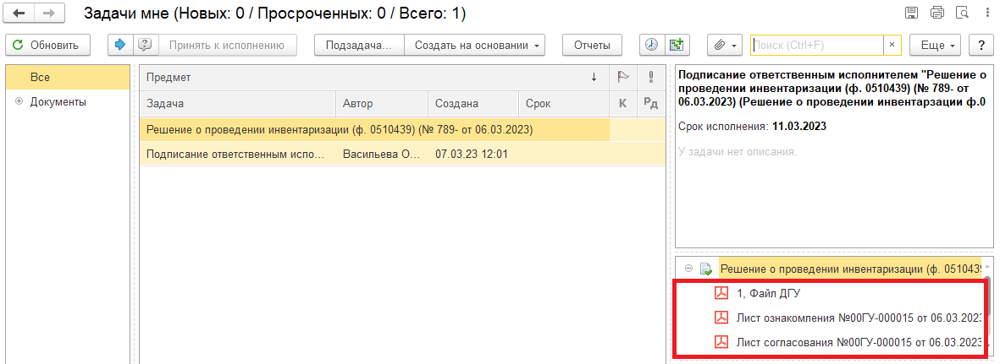 Задачи мне (Новых: 0 / Просроченных: 0 / Всего: 1)
Обновить
Принять к исполнению
Подзадача...
Создать на основании
Отчеты
Поиск (Ctrl+F)
×
Еще
?
Все
Документы
Предмет
Задача
Автор
Создана
Срок
К
Рд
Решение о проведении инвентаризации (ф. 0510439) (№ 789- от 06.03.2023)
Подписание ответственным испо...
Васильева О...
07.03.23 12:01
Подписание ответственным исполнителем "Решение о
проведении инвентаризации (ф. 0510439) (№ 789- от
06.03.2023) (Решение о проведении инвентарзации ф.0
Срок исполнения: 11.03.2023
У задачи нет описания.
Решение о проведении инвентаризации (ф. 0510439
1, Файл ДГУ
Лист ознакомления №00ГУ-000015 от 06.03.2023
Лист согласования №00ГУ-000015 от 06.03.2023